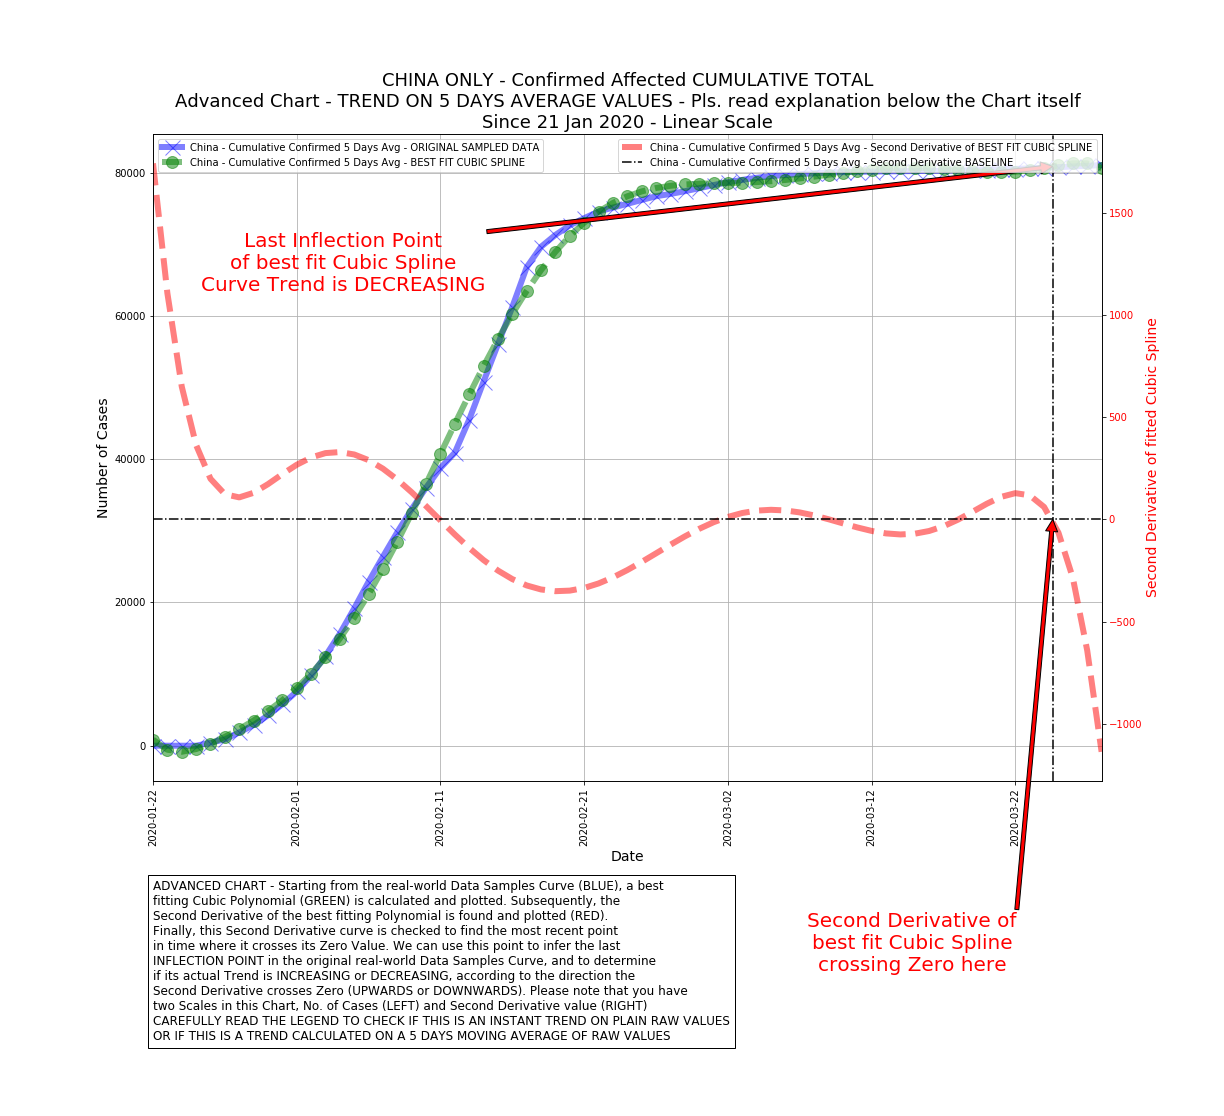 CHINA ONLY - Confirmed Affected CUMULATIVE TOTAL
Advanced Chart - TREND ON 5 DAYS AVERAGE VALUES - Pls. read explanation below the Chart itself
Since 21 Jan 2020 - Linear Scale
China - Cumulative Confirmed 5 Days Avg - ORIGINAL SAMPLED DATA
China - Cumulative Confirmed 5 Days Avg - BEST FIT CUBIC SPLINE
China - Cumulative Confirmed 5 Days Avg - Second Derivative of BEST FIT CUBIC SPLINE
China - Cumulative Confirmed 5 Days Avg - Second Derivative BASELINE
Last Inflection Point
of best fit Cubic Spline
Curve Trend is DECREASING
Number of Cases
80000
60000
40000
20000
0
1500
1000
500
0
−500
−1000
Second Derivative of fitted Cubic Spline
2020-01-22
2020-02-01
2020-02-11
2020-02-21
2020-03-02
2020-03-12
2020-03-22
Date
ADVANCED CHART - Starting from the real-world Data Samples Curve (BLUE), a best
fitting Cubic Polynomial (GREEN) is calculated and plotted. Subsequently, the
Second Derivative of the best fitting Polynomial is found and plotted (RED).
Finally, this Second Derivative curve is checked to find the most recent point
in time where it crosses its Zero Value. We can use this point to infer the last
INFLECTION POINT in the original real-world Data Samples Curve, and to determine
if its actual Trend is INCREASING or DECREASING, according to the direction the
Second Derivative crosses Zero (UPWARDS or DOWNWARDS). Please note that you have
two Scales in this Chart, No. of Cases (LEFT) and Second Derivative value (RIGHT)
CAREFULLY READ THE LEGEND TO CHECK IF THIS IS AN INSTANT TREND ON PLAIN RAW VALUES
OR IF THIS IS A TREND CALCULATED ON A 5 DAYS MOVING AVERAGE OF RAW VALUES
Second Derivative of
best fit Cubic Spline
crossing Zero here